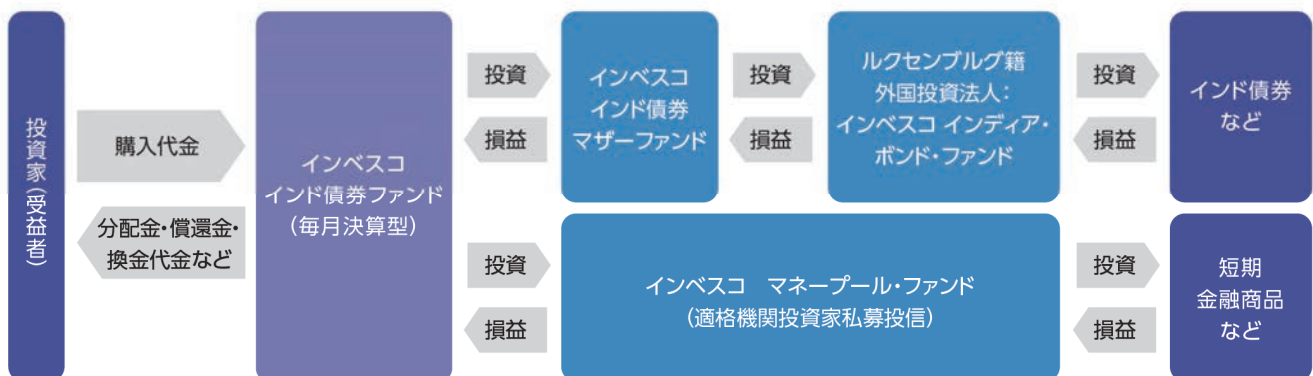 投資家(受益者)
購入代金
分配金・償還金・
換金代金など
インベスコ
インド債券ファンド
(毎月決算型)
投資
損益
インベスコ
インド債券
マザーファンド
投資
損益
ルクセンブルグ籍
外国投資法人:
インベスコ インディア・
ボンド・ファンド
投資
損益
インド債券
など
投資
損益
インベスコ　マネープール・ファンド
(適格機関投資家私募投信)
投資
損益
短期
金融商品
など